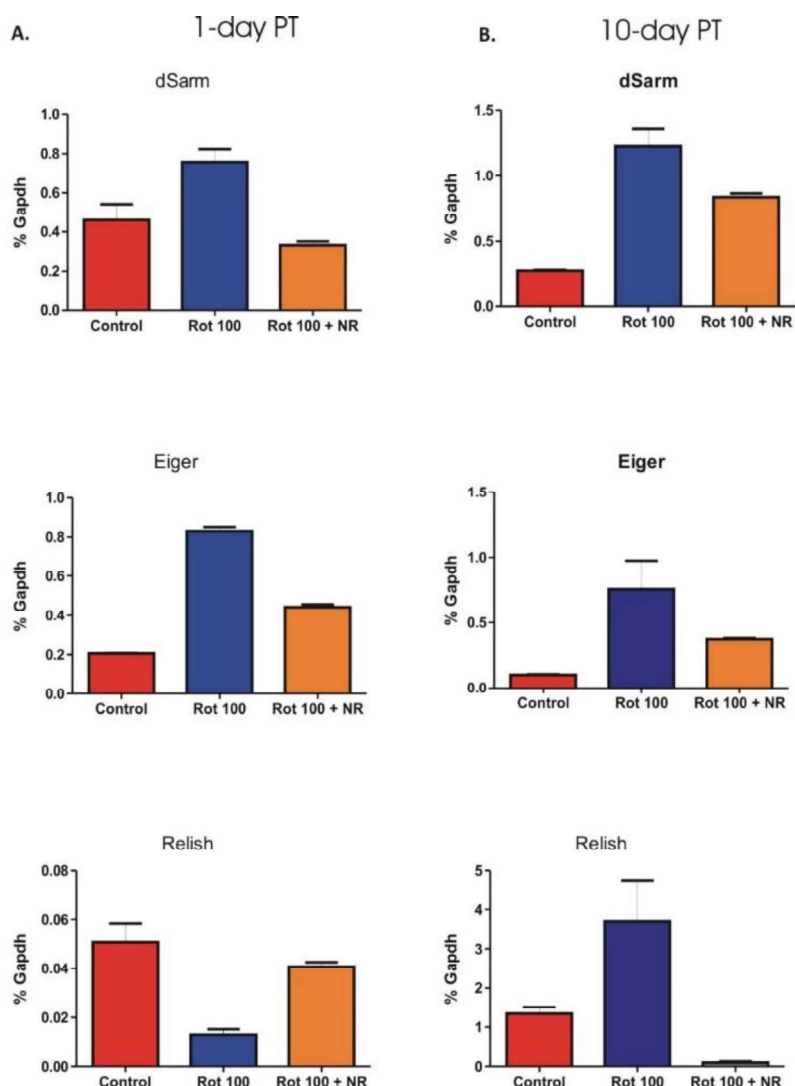 A.
1-day PT
dSarm
% Gapdh
1.0
0.8
0.6
0.4
0.2
0.0
Control Rot 100 Rot 100 + NR
Eiger
% Gapdh
1.0
0.8
0.6
0.4
0.2
0.0
Control Rot 100 Rot 100 + NR
Relish
% Gapdh
0.08
0.06
0.04
0.02
0.00
Control Rot 100 Rot 100 + NR
B.
10-day PT
dSarm
% Gapdh
1.5
1.0
0.5
0.0
Control Rot 100 Rot 100 + NR
Eiger
% Gapdh
1.5
1.0
0.5
0.0
Control Rot 100 Rot 100 + NR
Relish
% Gapdh
5
4
3
2
1
0
Control Rot 100 Rot 100 + NR